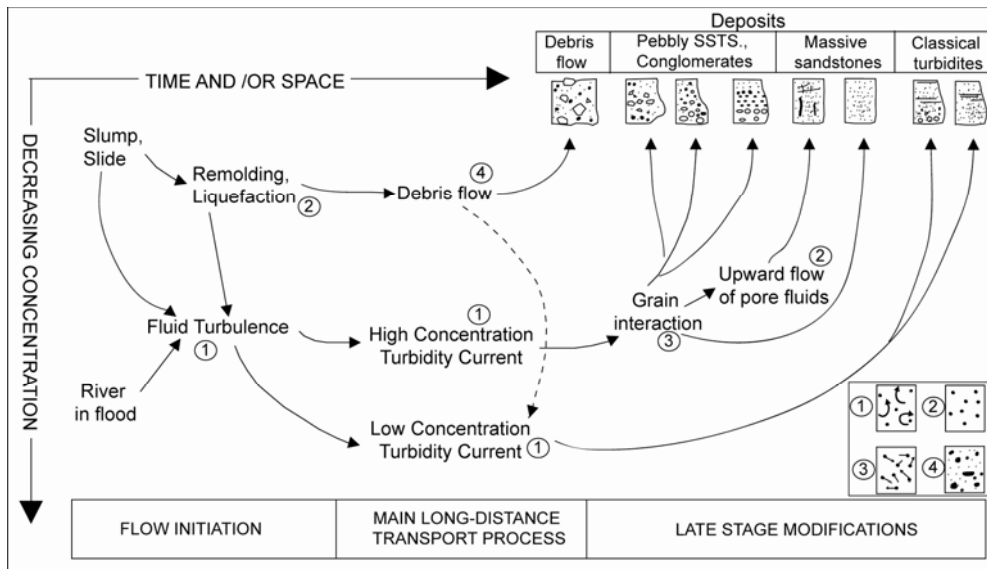 Deposits
Debris
flow
Pebbly SSTS.,
Conglomerates
Massive
sandstones
Classical
turbidites
TIME AND /OR SPACE
DECREASING CONCENTRATION
Slump,
Slide
Remolding,
Liquefaction 2
4
Debris flow
Fluid Turbulence
1
River
in flood
1
High Concentration
Turbidity Current
Low Concentration
Turbidity Current 1
Grain
interaction
3
2
Upward flow
of pore fluids
1
2
3
4
FLOW INITIATION
MAIN LONG-DISTANCE
TRANSPORT PROCESS
LATE STAGE MODIFICATIONS